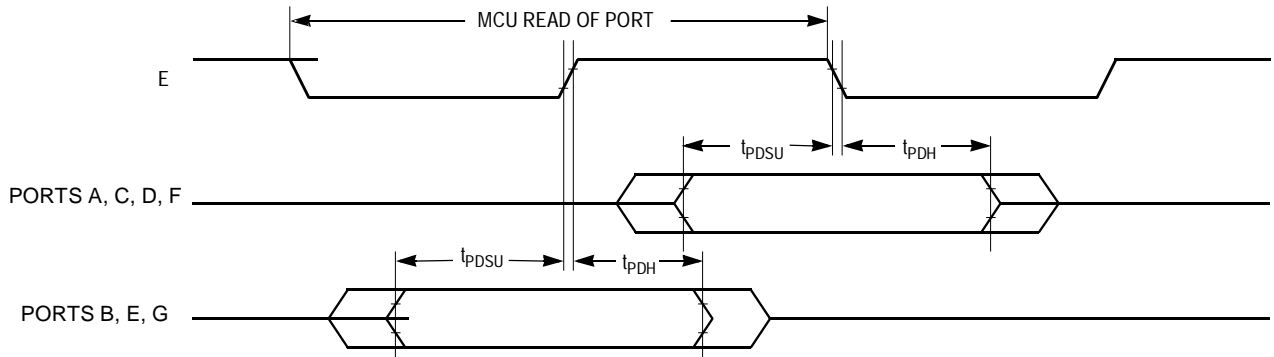 MCU READ OF PORT
E
tPDSU
tPDH
PORTS A, C, D, F
tPDSU
tPDH
PORTS B, E, G